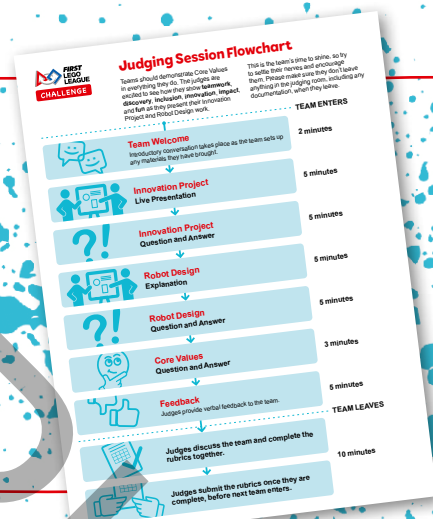 FIRST
LEGO
LEAGUE
CHALLENGE
Judging Session Flowchart
Teams should demonstrate Core Values
in everything they do. The judges are
excited to see how they show teamwork,
discovery, inclusion, innovation, impact,
and fun as they present their Innovation
Project and Robot Design work.
This is the team's time to shine, so try
to settle their nerves and encourage
them. Please make sure they don't leave
anything in the judging room, including any
documentation, when they leave.
TEAM ENTERS
Team Welcome
Introductory conversation takes place as the team sets up
any materials they have brought.
2 minutes
Innovation Project
Live Presentation
5 minutes
Innovation Project
Question and Answer
5 minutes
Robot Design
Explanation
5 minutes
Robot Design
Question and Answer
5 minutes
Core Values
Question and Answer
3 minutes
Feedback
Judges provide verbal feedback to the team.
5 minutes
TEAM LEAVES
Judges discuss the team and complete the
rubrics together.
10 minutes
Judges submit the rubrics once they are
complete, before next team enters.